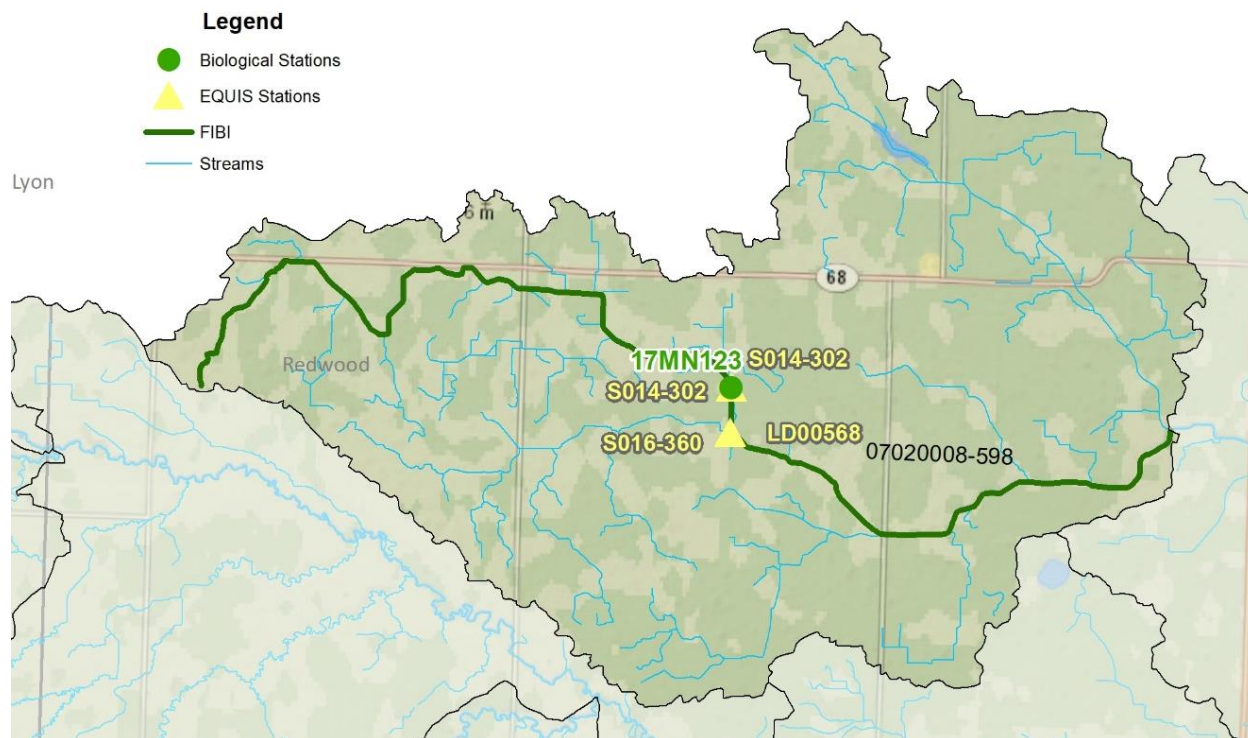 Legend
Biological Stations
EQUIS Stations
FIBI
Streams
Lyon
6 m
68
Redwood
17MN123
S014-302
S014-302
S016-360
LD00568
07020008-598